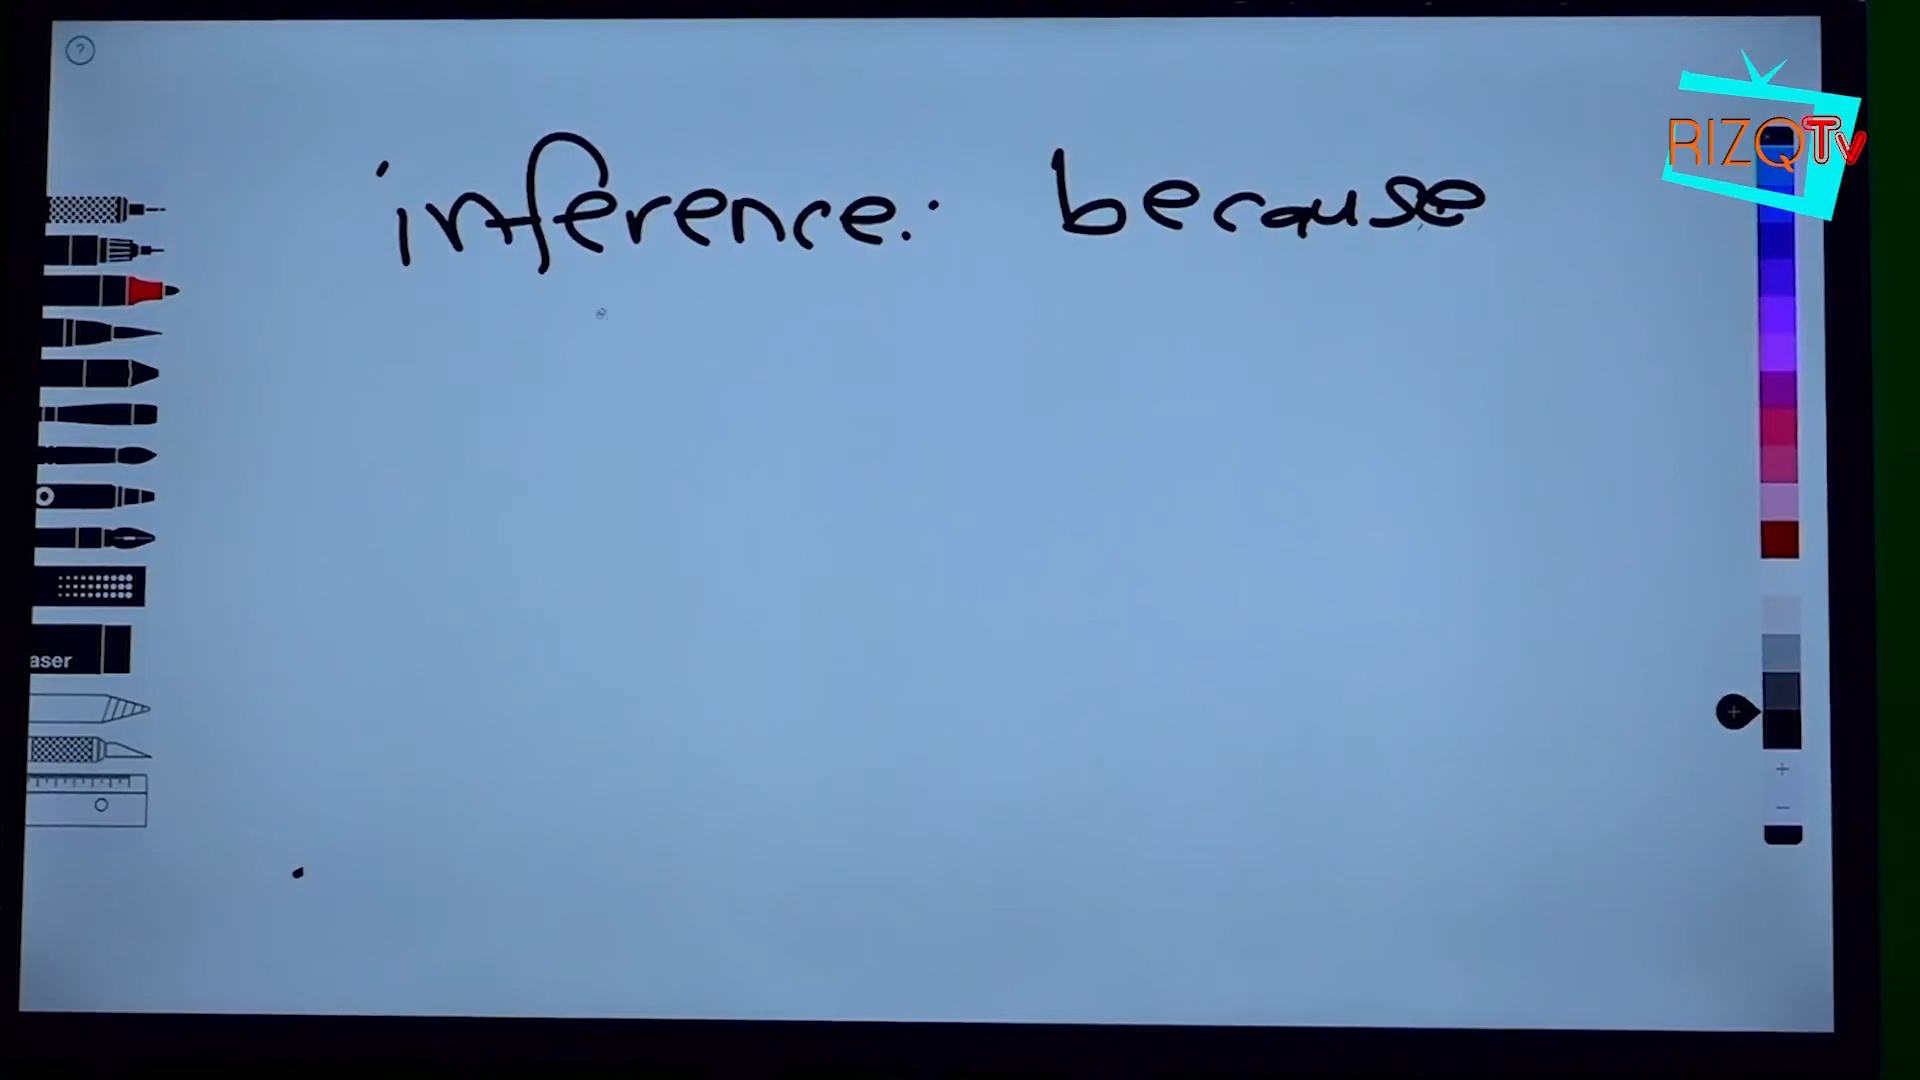 ?
RIZQTv
inference: because
aser
+
+
−